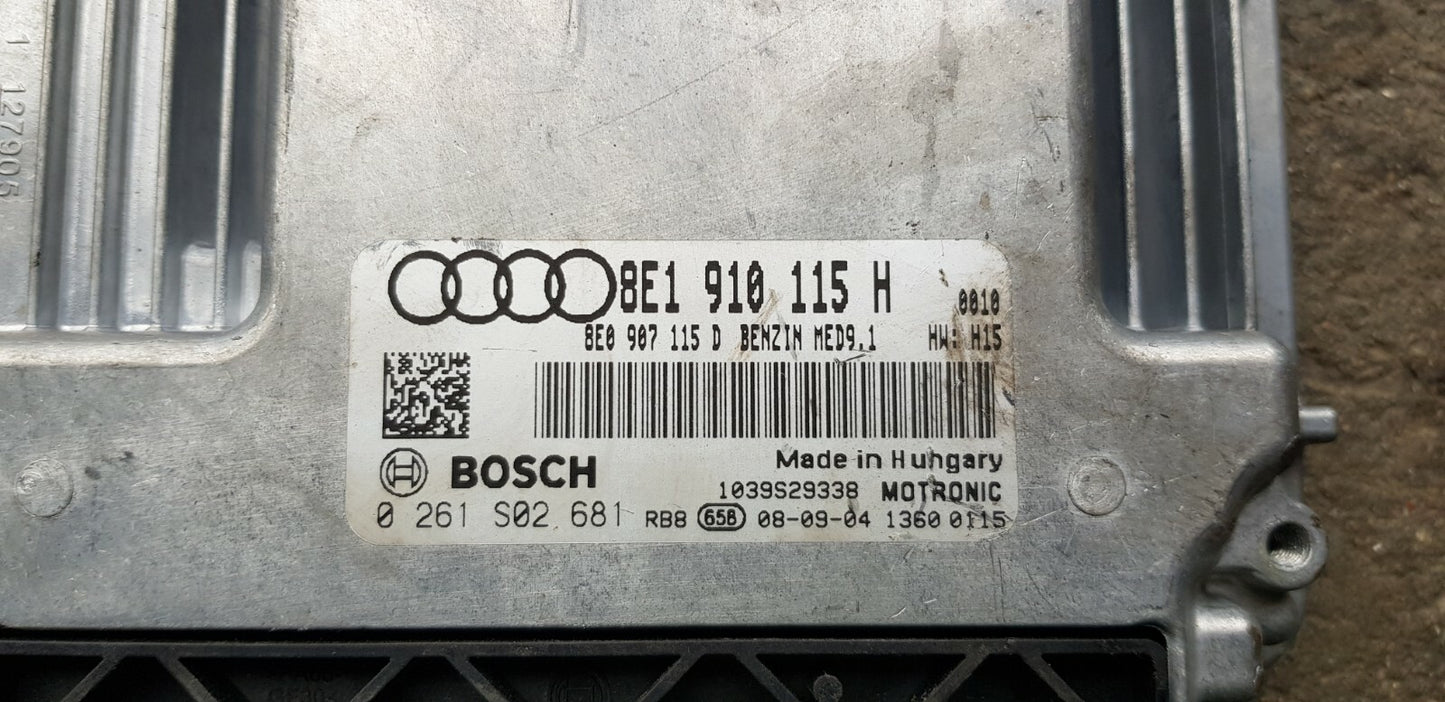 1 127905
8E1 910 115 H 0010
8E0 907 115 D BENZIN MED9.1 HW: H15
BOSCH
Made in Hungary
1039S29338 MOTRONIC
0 261 S02 681 RB8 658 08-09-04 1360 0115